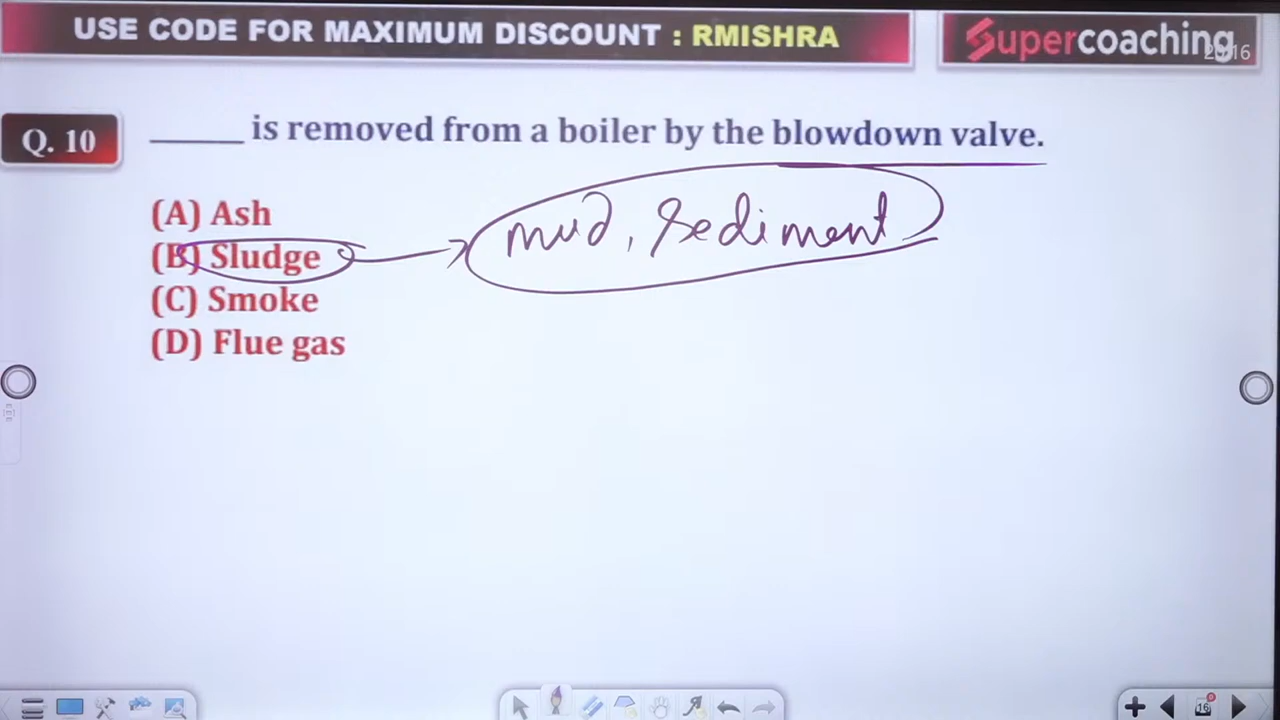 USE CODE FOR MAXIMUM DISCOUNT : RMISHRA
Supercoaching
Q. 10
______ is removed from a boiler by the blowdown valve.
(A) Ash
(B) Sludge
mud, sediment
(C) Smoke
(D) Flue gas
16